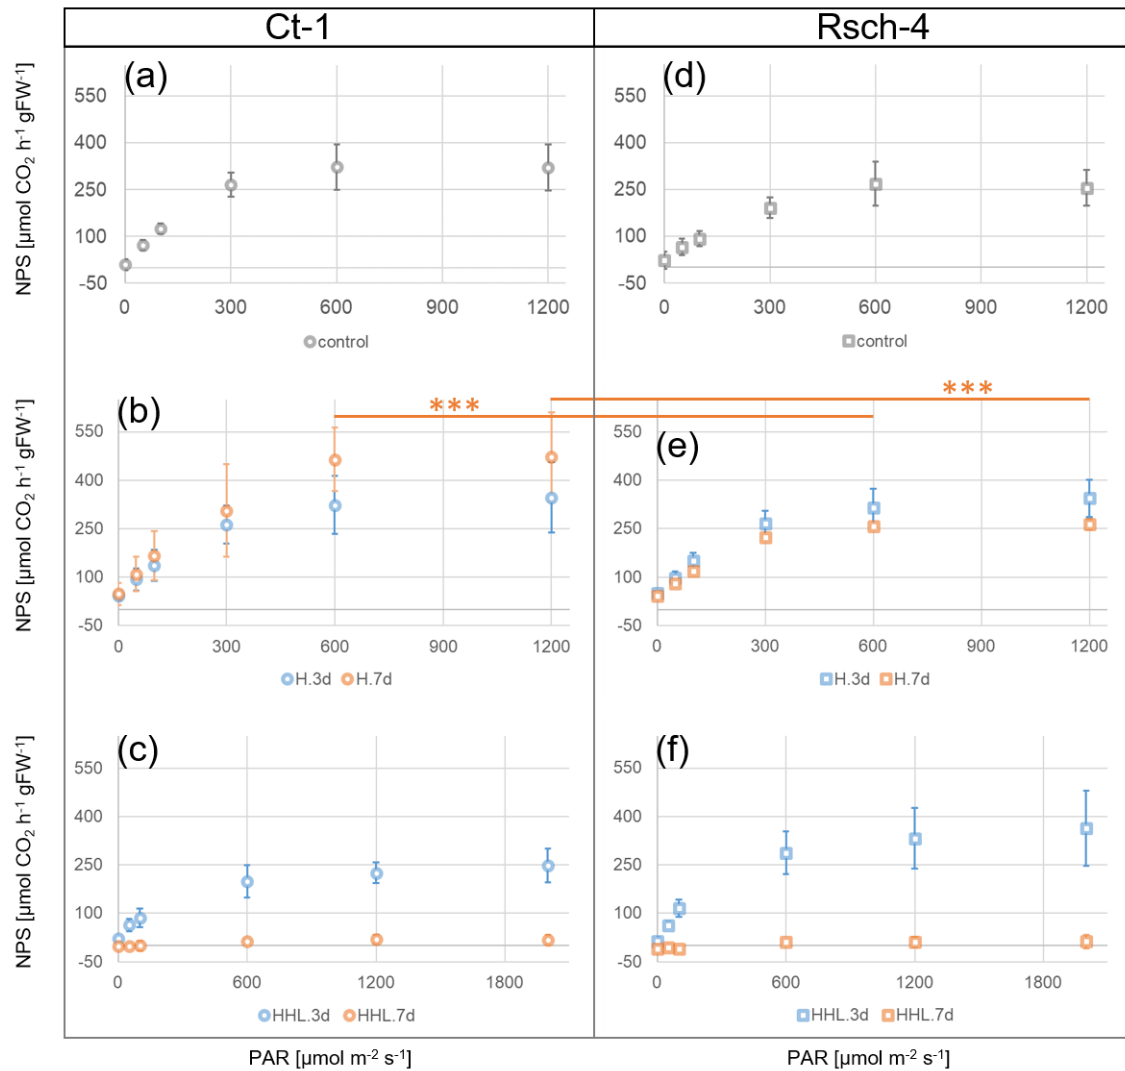 Ct-1 Rsch-4
NPS [µmol CO2 h-1 gFW-1]
(a)
550
400
250
100
-50
0 300 600 900 1200
control
(d)
550
400
250
100
-50
0 300 600 900 1200
control
NPS [µmol CO2 h-1 gFW-1]
(b)
***
550
400
250
100
-50
0 300 600 900 1200
H.3d H.7d
***
(e)
550
400
250
100
-50
0 300 600 900 1200
H.3d H.7d
NPS [µmol CO2 h-1 gFW-1]
(c)
550
400
250
100
-50
0 600 1200 1800
HHL.3d HHL.7d
(f)
550
400
250
100
-50
0 600 1200 1800
HHL.3d HHL.7d
PAR [µmol m-2 s-1] PAR [µmol m-2 s-1]